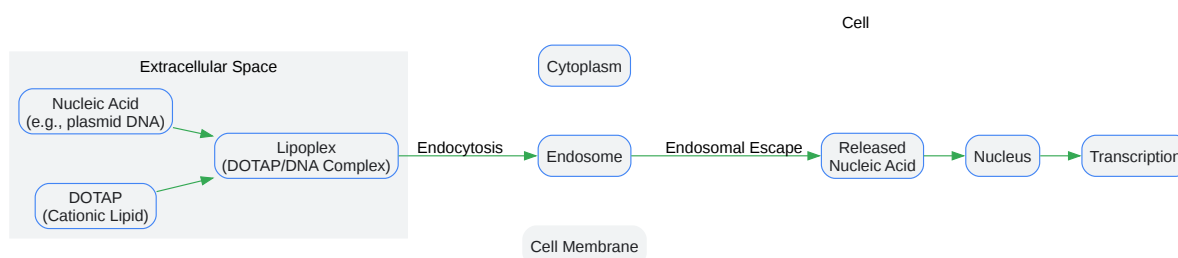 Cell
Extracellular Space
Cytoplasm
Nucleic Acid
(e.g., plasmid DNA)
Lipoplex
(DOTAP/DNA Complex)
DOTAP
(Cationic Lipid)
Endocytosis
Endosome
Endosomal Escape
Released
Nucleic Acid
Nucleus
Transcription
Cell Membrane